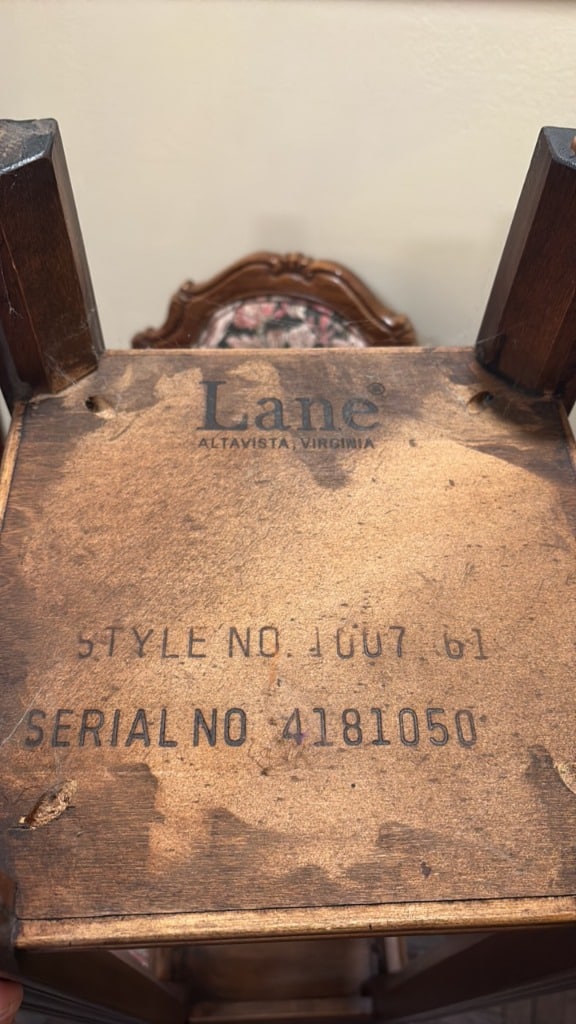 Lane®
ALTAVISTA, VIRGINIA
STYLE NO. 1007 61
SERIAL NO 4181050